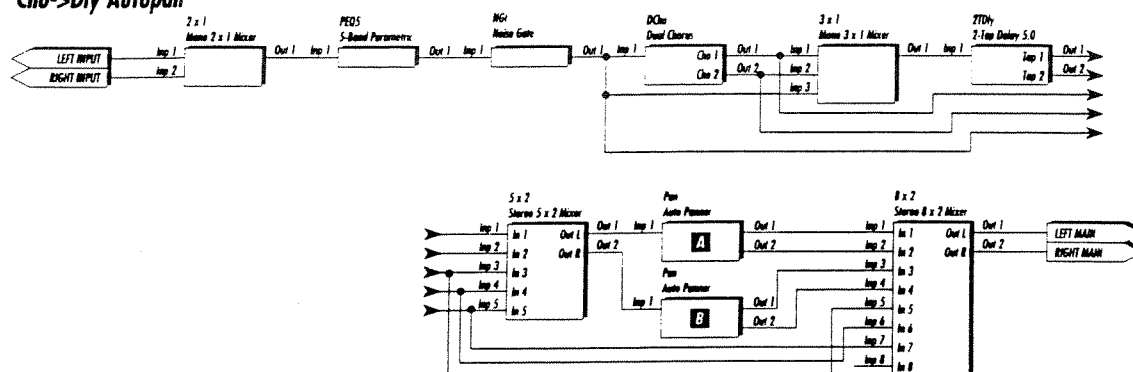 Cho->Dly Autopan
2 x 1
Mono 2 x 1 Mixer
PEQ5
5-Band Parametric
NGt
Noise Gate
DCho
Dual Chorus
3 x 1
Mono 3 x 1 Mixer
2TDly
2-Tap Delay 5.0
LEFT INPUT
RIGHT INPUT
Inp 1
Inp 2
Out 1
Inp 1
Out 1
Inp 1
Out 1
Inp 1
Cho 1
Cho 2
Out 1
Out 2
Inp 1
Inp 2
Inp 3
Out 1
Inp 1
Tap 1
Tap 2
Out 1
Out 2
5 x 2
Stereo 5 x 2 Mixer
Pan
Auto Panner
8 x 2
Stereo 8 x 2 Mixer
Inp 1
Inp 2
Inp 3
Inp 4
Inp 5
In 1
In 2
In 3
In 4
In 5
Out L
Out R
Out 1
Out 2
Inp 1
A
Out 1
Out 2
Pan
Auto Panner
Inp 1
B
Out 1
Out 2
Inp 1
Inp 2
Inp 3
Inp 4
Inp 5
Inp 6
Inp 7
Inp 8
In 1
In 2
In 3
In 4
In 5
In 6
In 7
In 8
Out L
Out R
Out 1
Out 2
LEFT MAIN
RIGHT MAIN